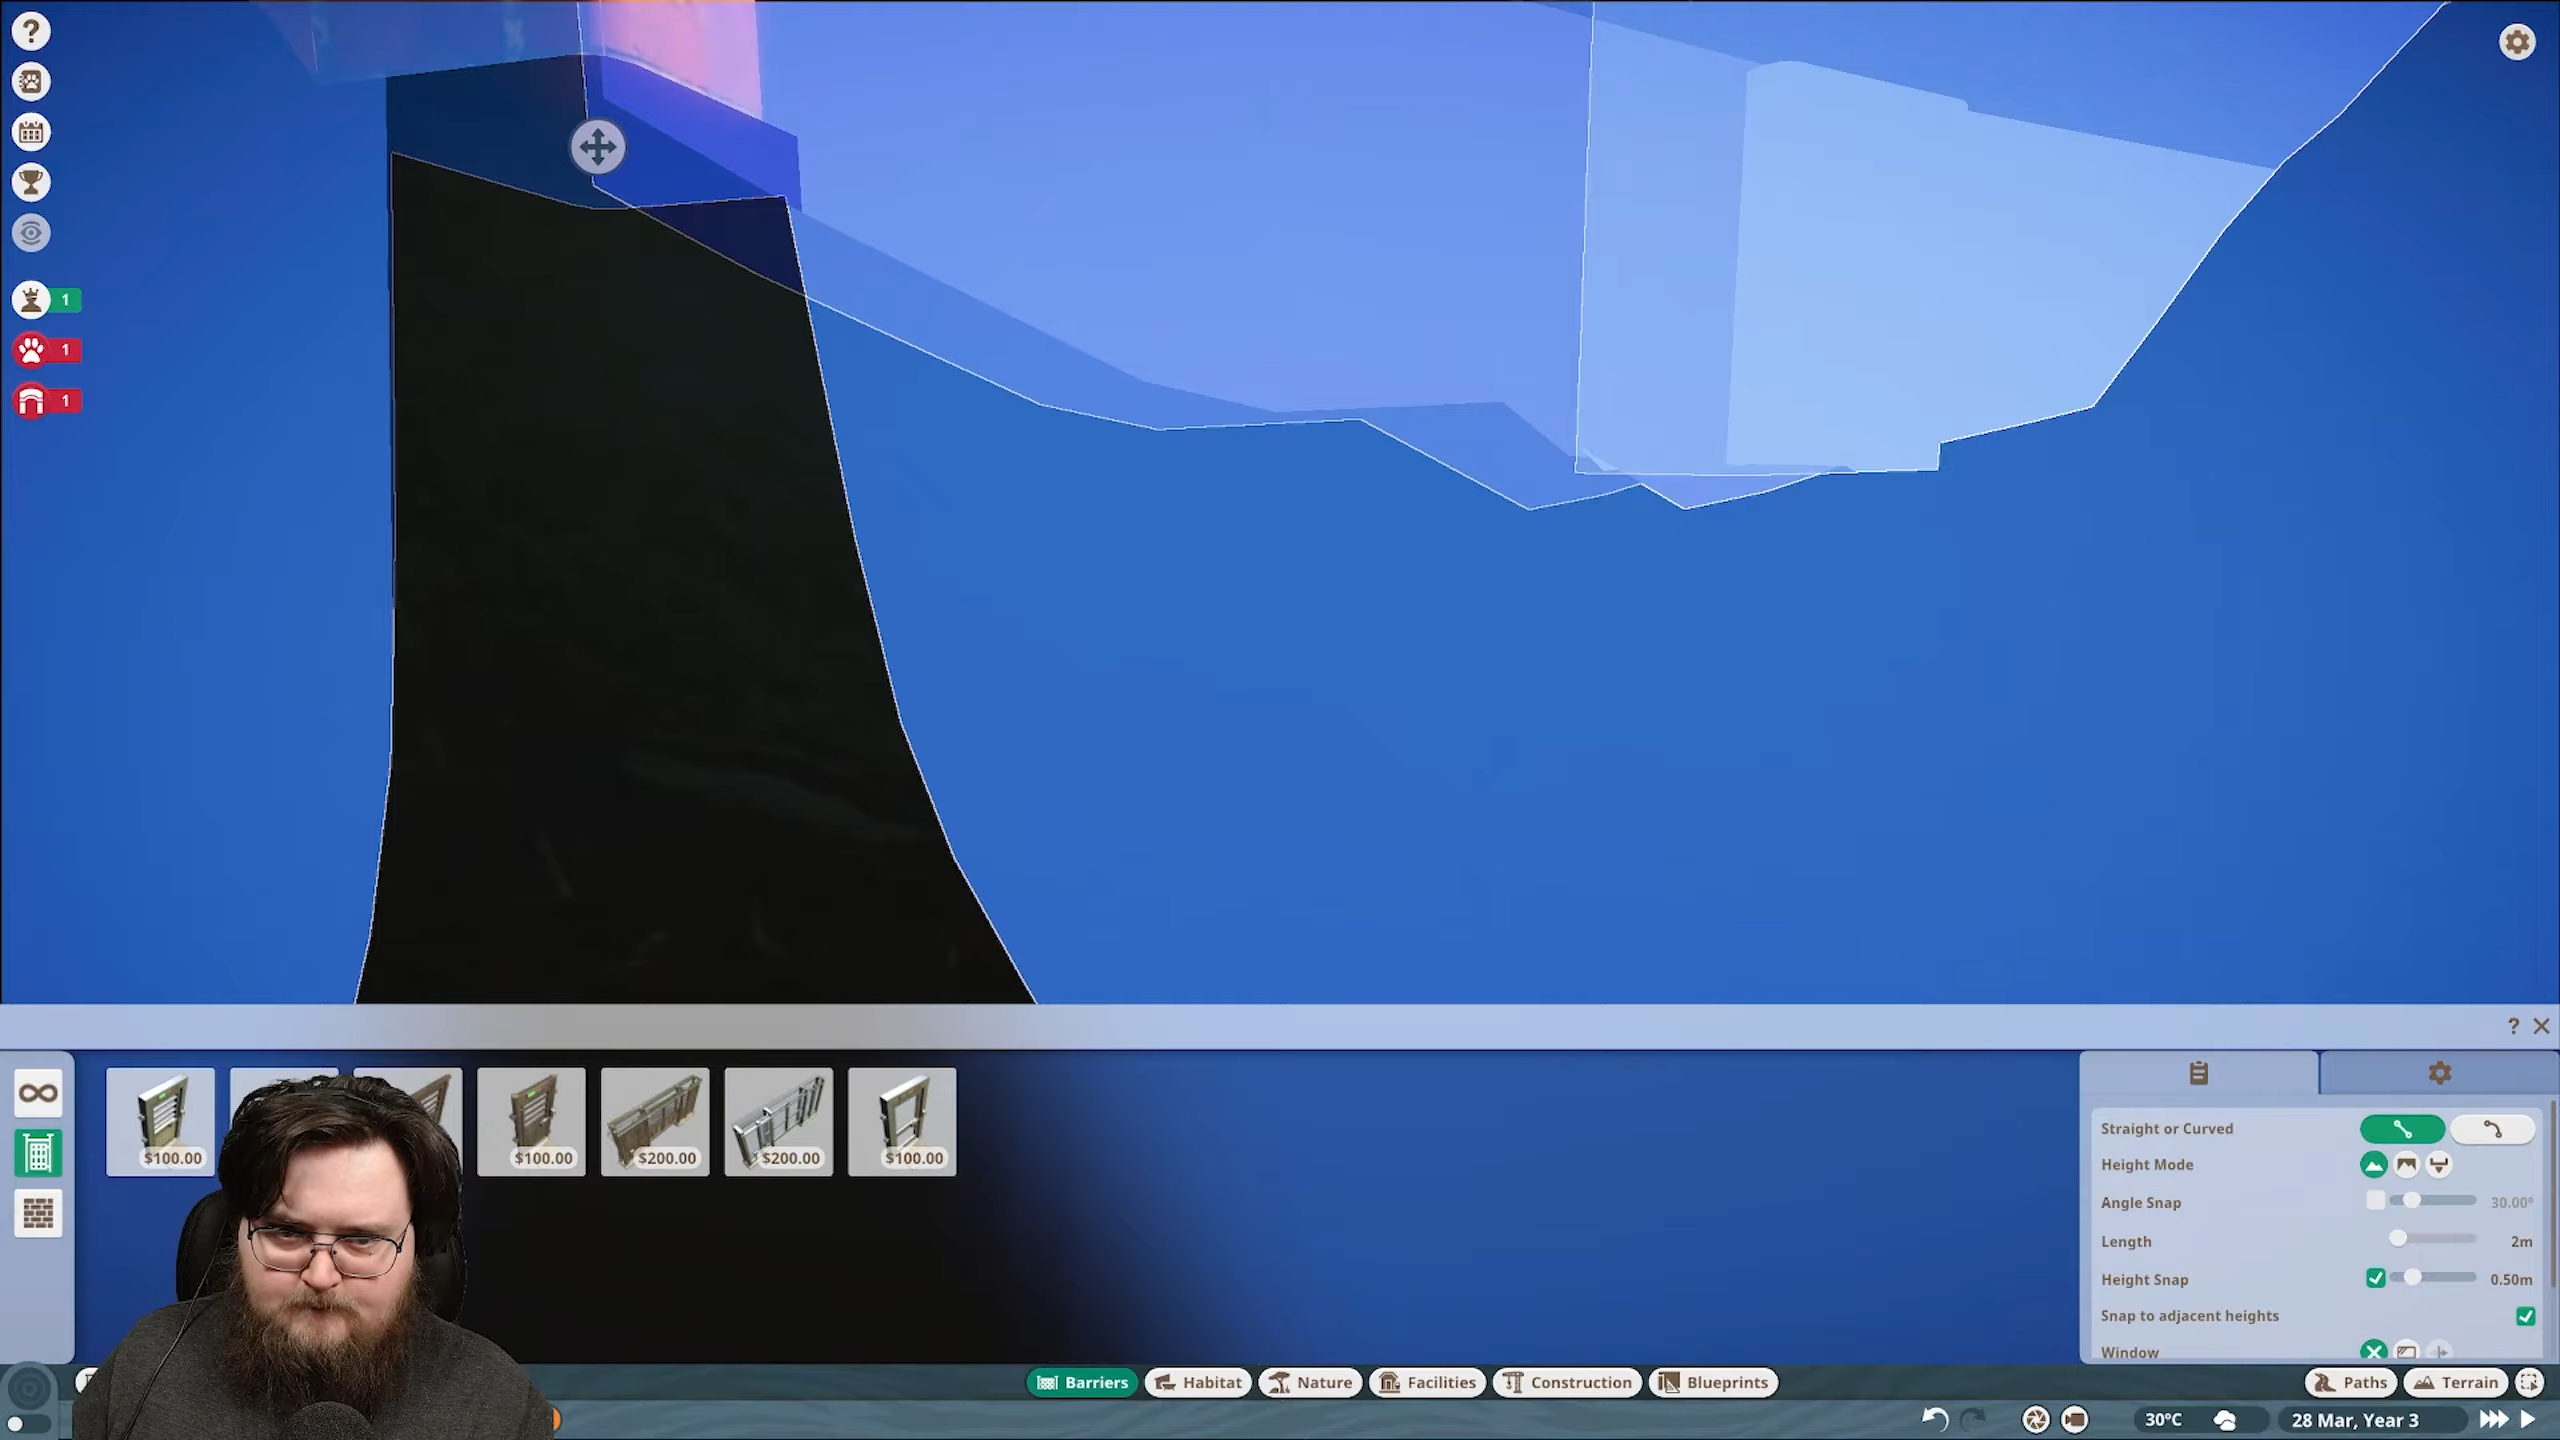 ?
1
1
1
?
$100.00
$100.00
$200.00
$200.00
$100.00
Straight or Curved
Height Mode
Angle Snap
30.00°
Length
2m
Height Snap
0.50m
Snap to adjacent heights
Window
Barriers
Habitat
Nature
Facilities
Construction
Blueprints
Paths
Terrain
30°C
28 Mar, Year 3